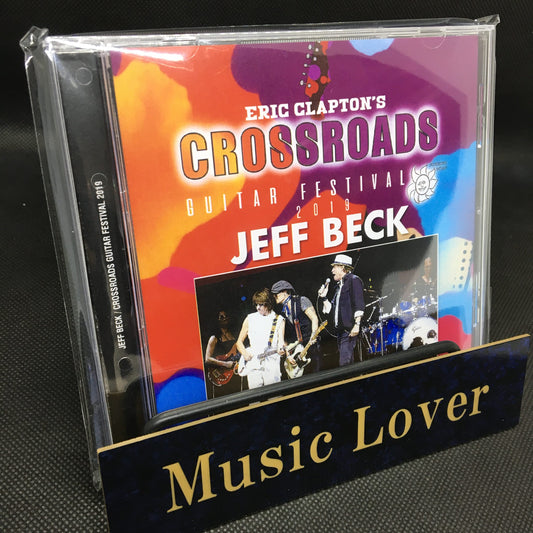 ERIC CLAPTON'S
CROSSROADS
GUITAR FESTIVAL
2019
JEFF BECK
JEFF BECK / CROSSROADS GUITAR FESTIVAL 2019
Music Lover